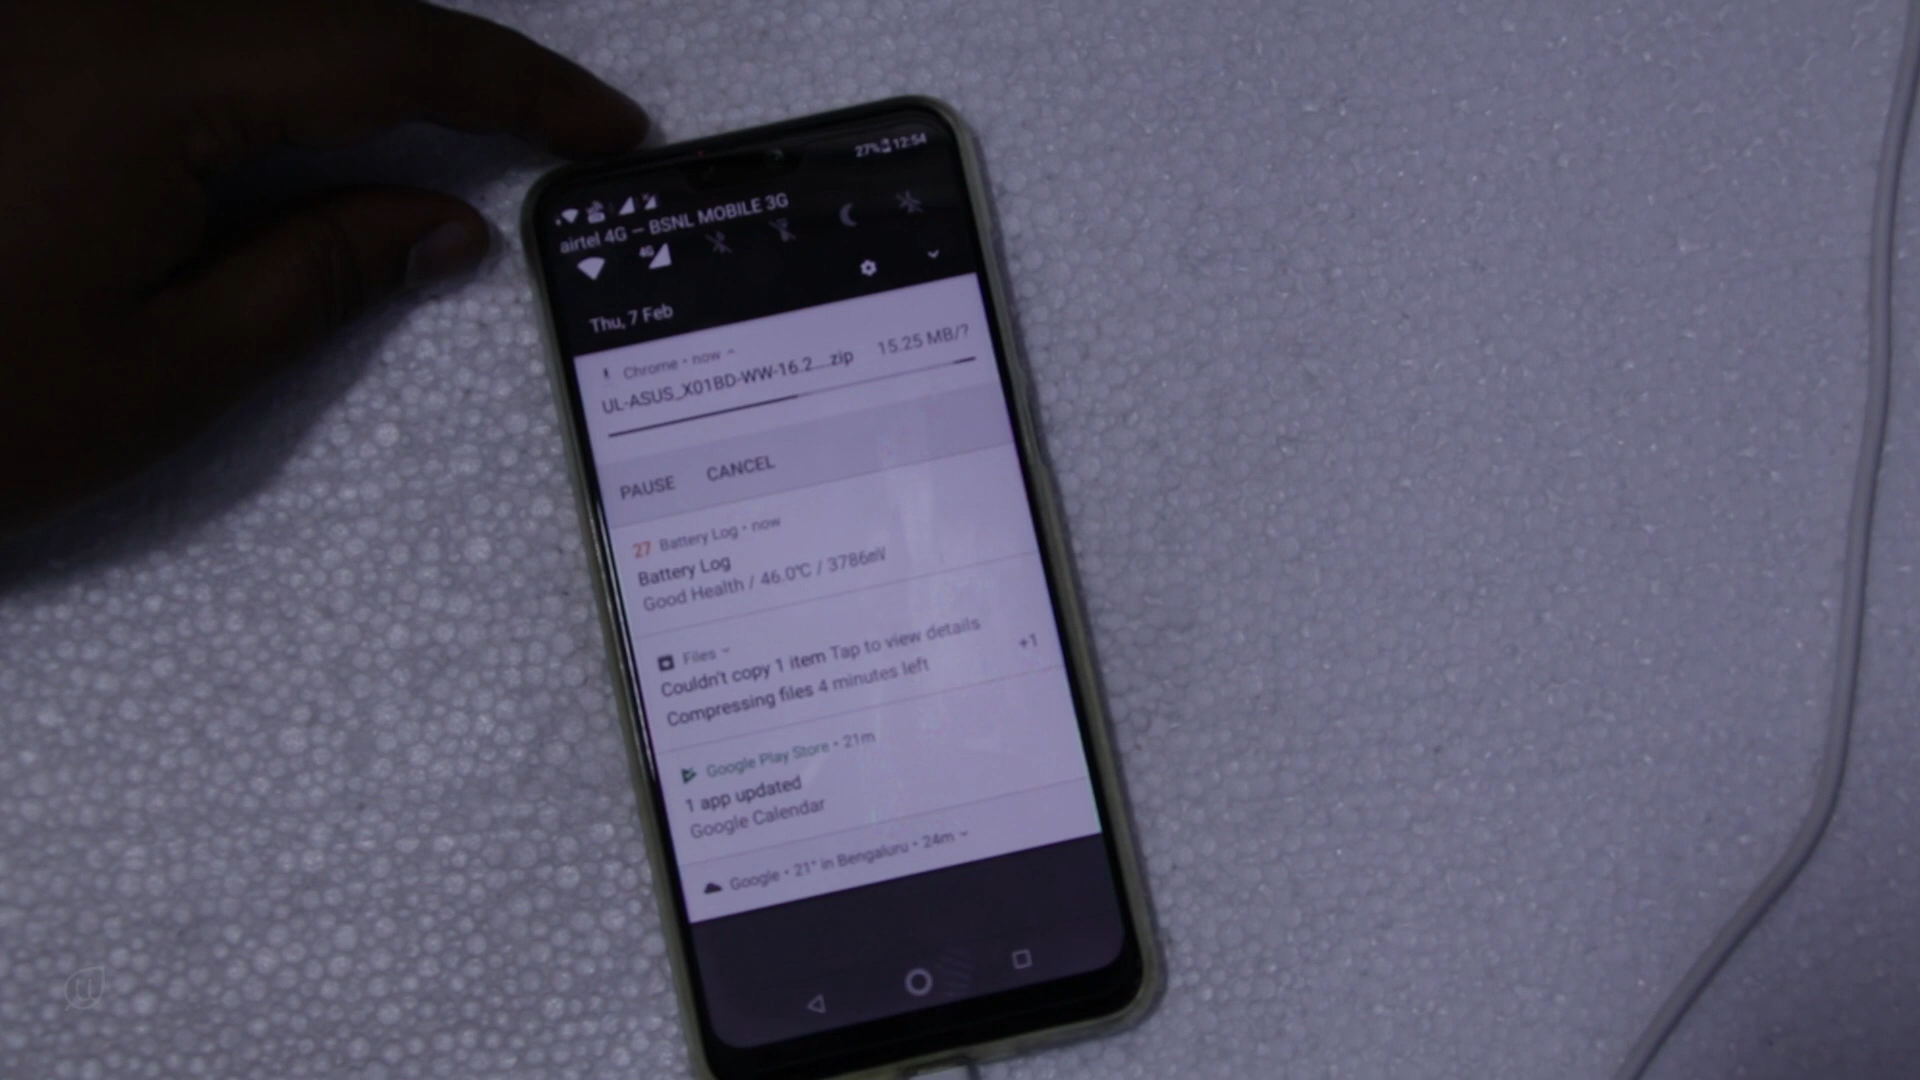 27% 12:54
airtel 4G — BSNL MOBILE 3G
4G
Thu, 7 Feb
Chrome • now
UL-ASUS_X01BD-WW-16.2....zip 15.25 MB/?
PAUSE CANCEL
27 Battery Log • now
Battery Log
Good Health / 46.0°C / 3786mV
Files
Couldn't copy 1 item Tap to view details
Compressing files 4 minutes left +1
Google Play Store • 21m
1 app updated
Google Calendar
Google • 21° in Bengaluru • 24m